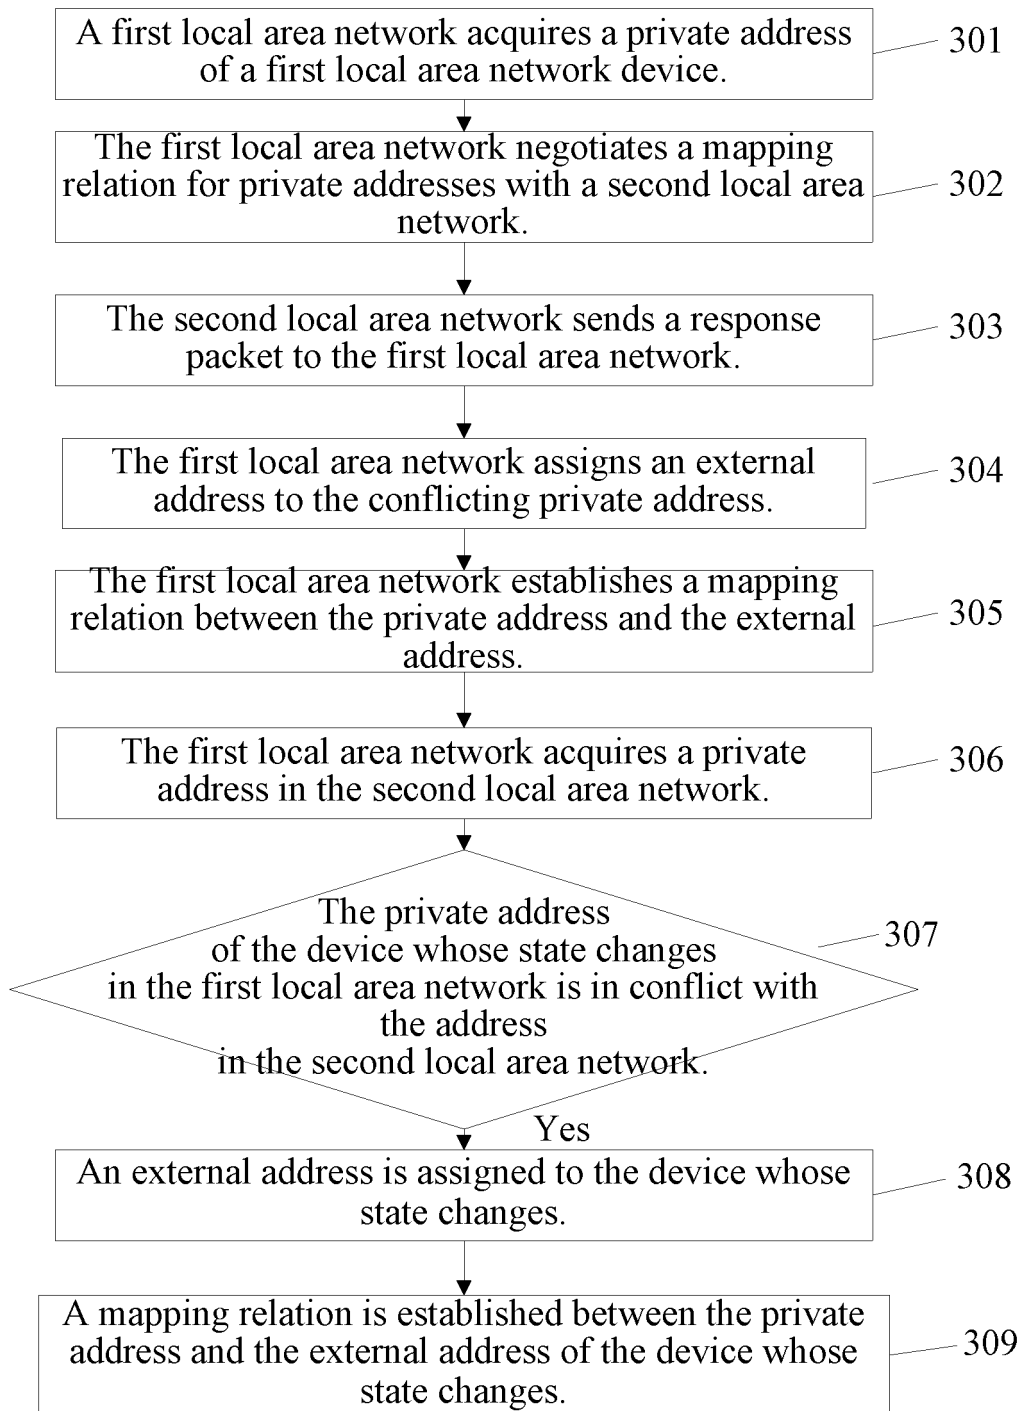 A first local area network acquires a private address
of a first local area network device.
301
The first local area network negotiates a mapping
relation for private addresses with a second local area
network.
302
The second local area network sends a response
packet to the first local area network.
303
The first local area network assigns an external
address to the conflicting private address.
304
The first local area network establishes a mapping
relation between the private address and the external
address.
305
The first local area network acquires a private
address in the second local area network.
306
The private address
of the device whose state changes
in the first local area network is in conflict with
the address
in the second local area network.
307
Yes
An external address is assigned to the device whose
state changes.
308
A mapping relation is established between the private
address and the external address of the device whose
state changes.
309